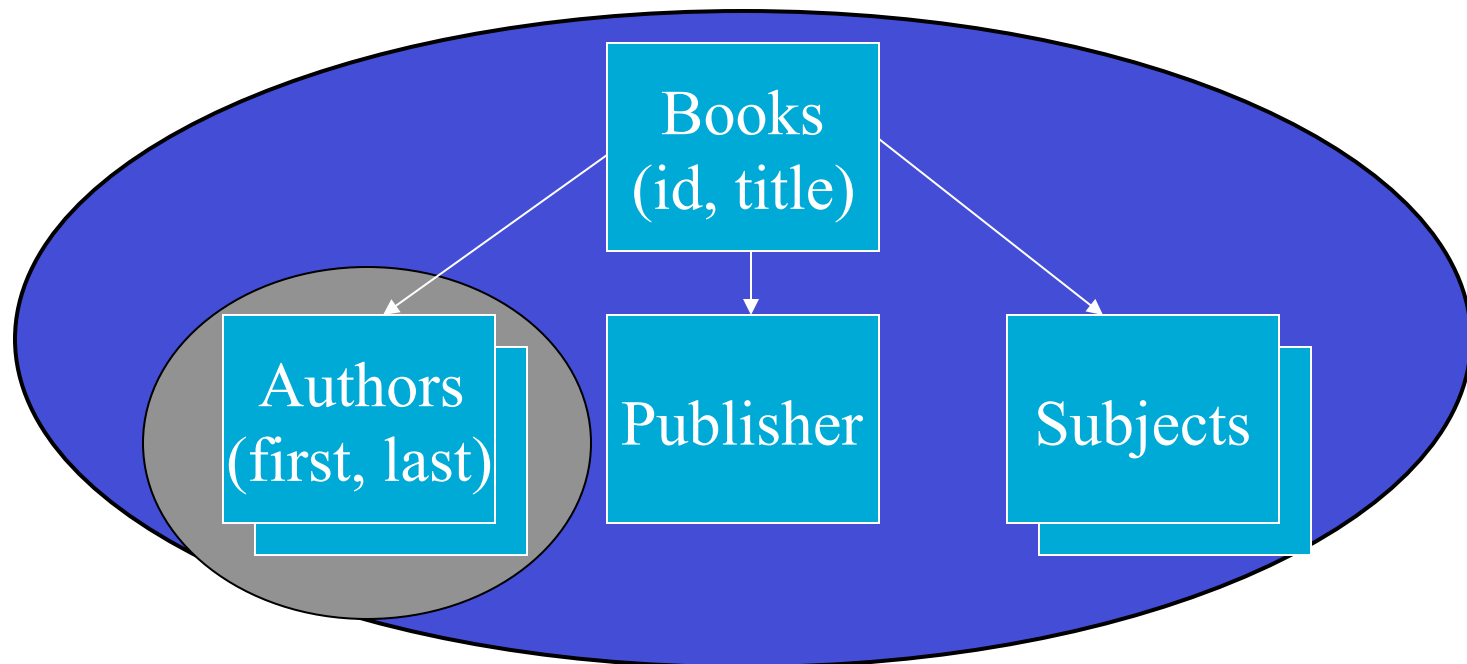 Books
(id, title)
Authors
(first, last)
Publisher
Subjects